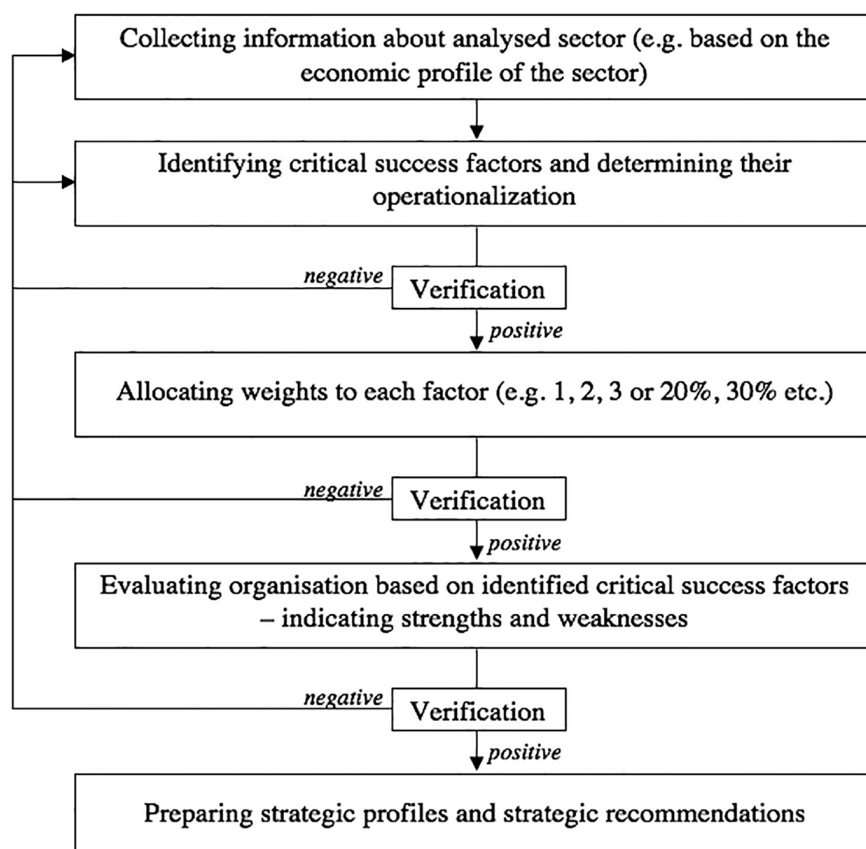 Collecting information about analysed sector (e.g. based on the
economic profile of the sector)
Identifying critical success factors and determining their
operationalization
negative
Verification
positive
Allocating weights to each factor (e.g. 1, 2, 3 or 20%, 30% etc.)
negative
Verification
positive
Evaluating organisation based on identified critical success factors
– indicating strengths and weaknesses
negative
Verification
positive
Preparing strategic profiles and strategic recommendations